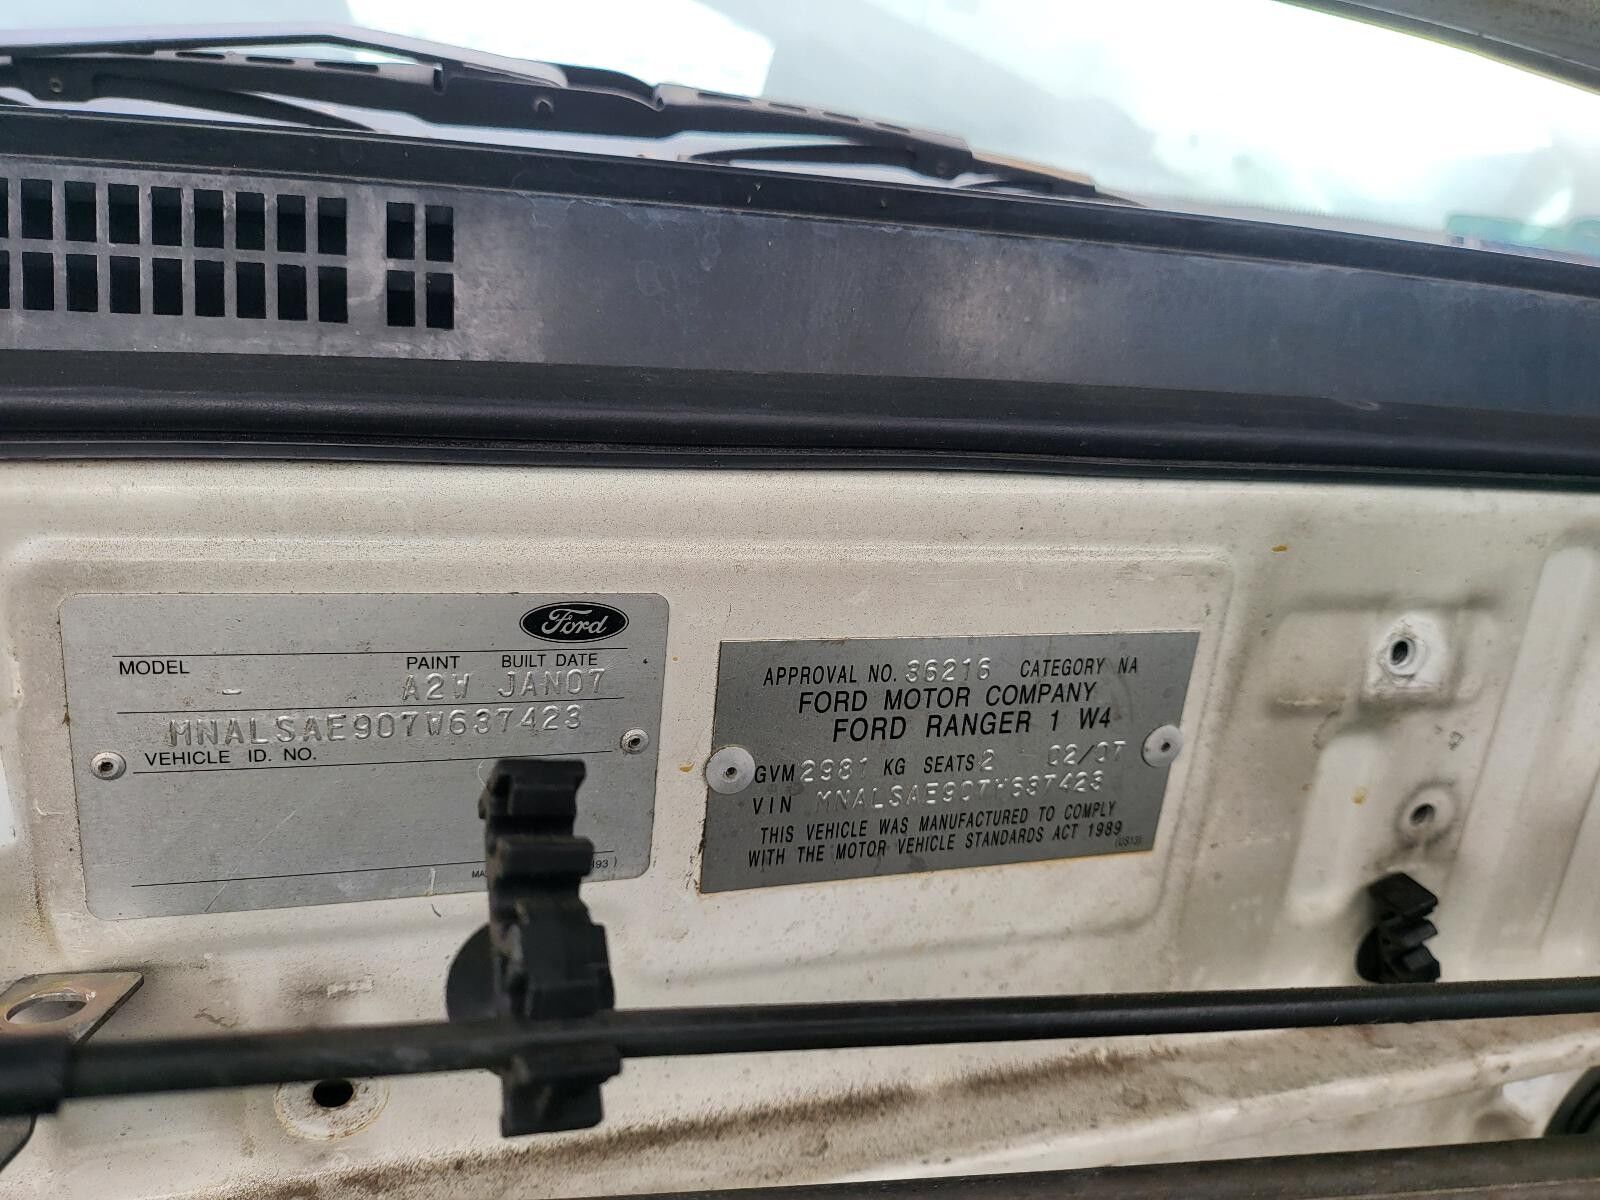 Ford
MODEL PAINT BUILT DATE
- A2W JAN07
MNALSAE907W637423
VEHICLE ID. NO.
APPROVAL NO. 36216 CATEGORY NA
FORD MOTOR COMPANY
FORD RANGER 1 W4
GVM 2981 KG SEATS 2 02/07
VIN MNALSAE907W637423
THIS VEHICLE WAS MANUFACTURED TO COMPLY
WITH THE MOTOR VEHICLE STANDARDS ACT 1989